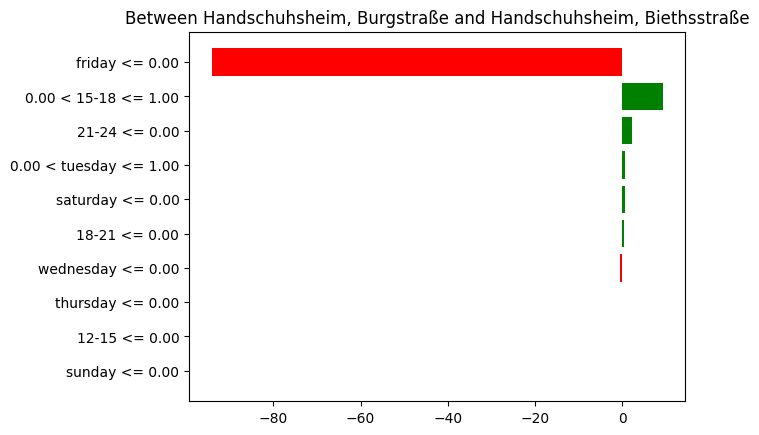 Between Handschuhsheim, Burgstraße and Handschuhsheim, Biethsstraße
friday <= 0.00
0.00 < 15-18 <= 1.00
21-24 <= 0.00
0.00 < tuesday <= 1.00
saturday <= 0.00
18-21 <= 0.00
wednesday <= 0.00
thursday <= 0.00
12-15 <= 0.00
sunday <= 0.00
−80 −60 −40 −20 0